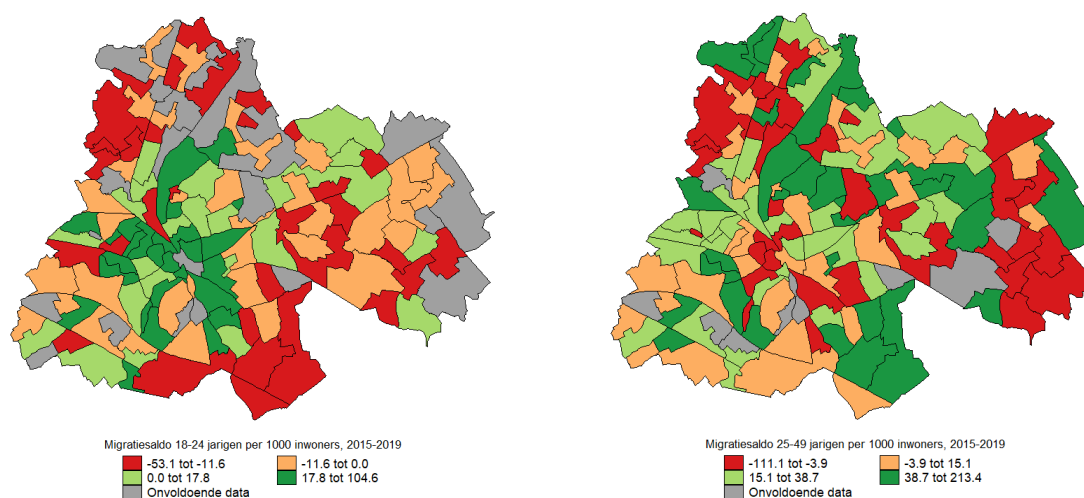 Migratiesaldo 18-24 jarigen per 1000 inwoners, 2015-2019
-53.1 tot -11.6
-11.6 tot 0.0
0.0 tot 17.8
17.8 tot 104.6
Onvoldoende data
Migratiesaldo 25-49 jarigen per 1000 inwoners, 2015-2019
-111.1 tot -3.9
-3.9 tot 15.1
15.1 tot 38.7
38.7 tot 213.4
Onvoldoende data